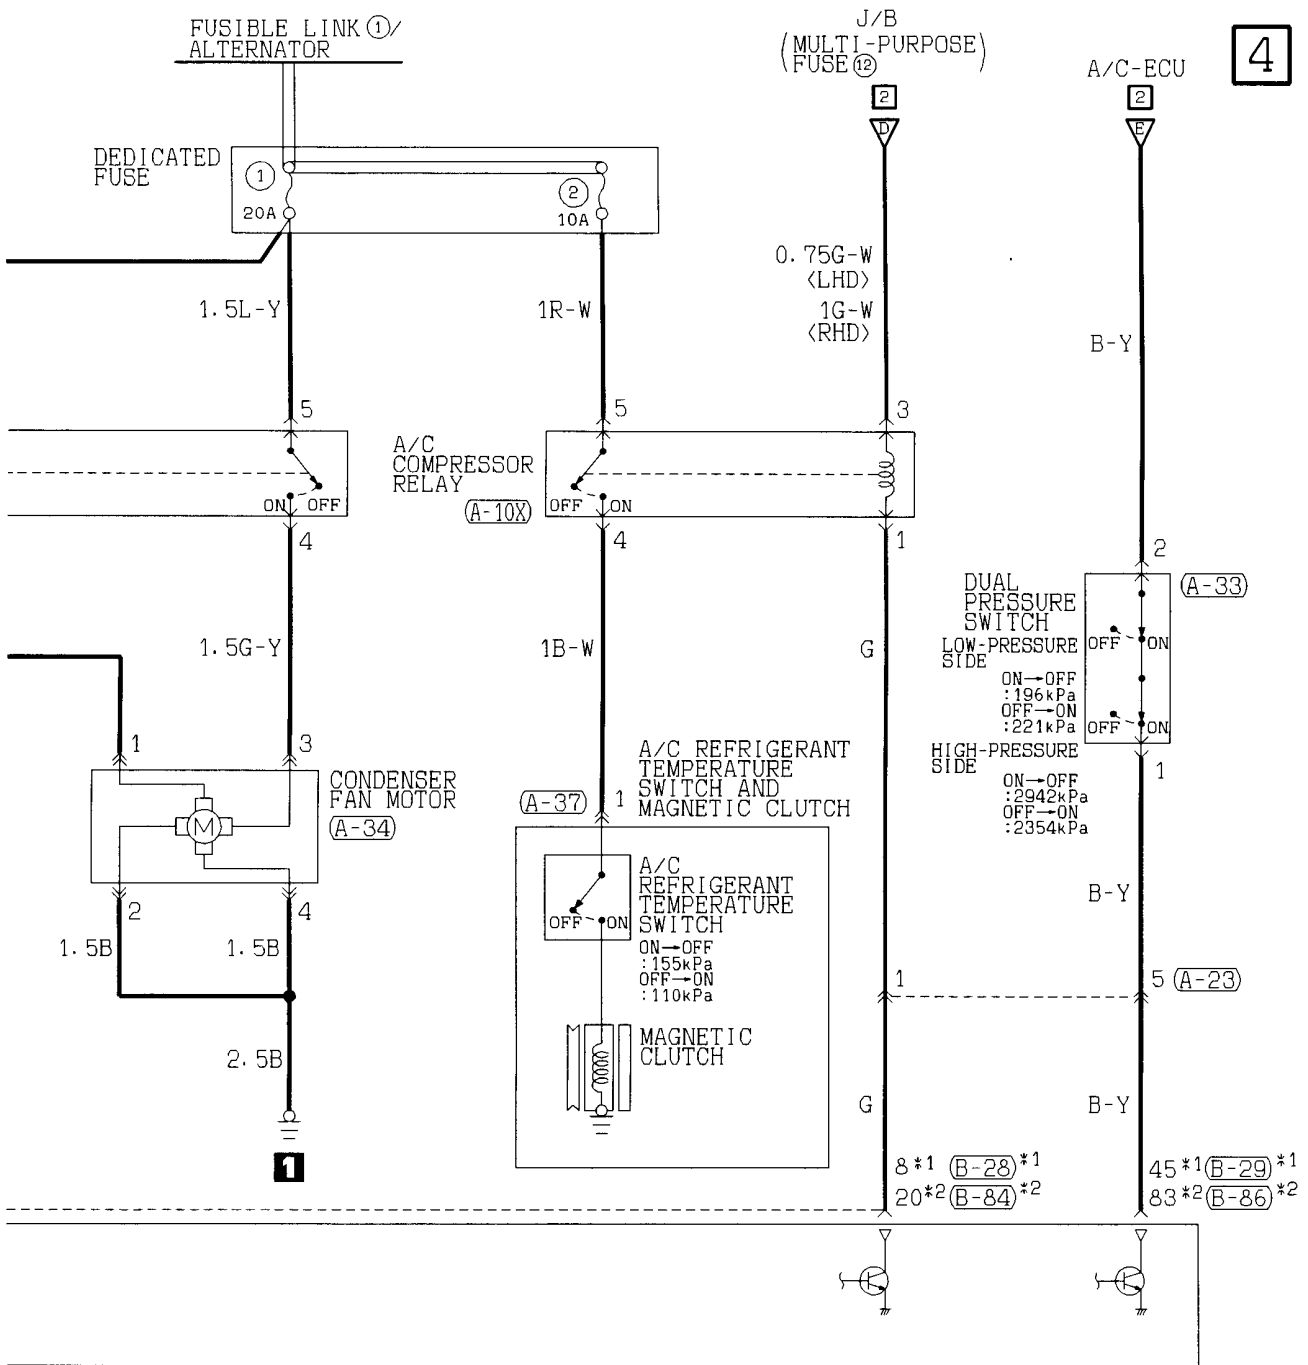 FUSIBLE LINK①/
ALTERNATOR
J/B
(MULTI-PURPOSE)
FUSE⑫
2
D
A/C-ECU
2
E
4
DEDICATED
FUSE
1
20A
2
10A
0.75G-W
<LHD>
1G-W
<RHD>
1.5L-Y
1R-W
B-Y
5
5
3
A/C
COMPRESSOR
RELAY
(A-10X)
ON OFF
OFF ON
4
4
1
2
DUAL
PRESSURE
SWITCH
(A-33)
LOW-PRESSURE
SIDE
ON→OFF
:196kPa
OFF→ON
:221kPa
OFF ON
OFF ON
HIGH-PRESSURE
SIDE
ON→OFF
:2942kPa
OFF→ON
:2354kPa
1
1.5G-Y
1B-W
G
1
3
CONDENSER
FAN MOTOR
(A-34)
M
2
4
A/C REFRIGERANT
TEMPERATURE
SWITCH AND
MAGNETIC CLUTCH
(A-37)
1
A/C
REFRIGERANT
TEMPERATURE
SWITCH
OFF ON
ON→OFF
:155kPa
OFF→ON
:110kPa
B-Y
1.5B
1.5B
1
5 (A-23)
MAGNETIC
CLUTCH
2.5B
G
B-Y
1
8*1 (B-28)*1
20*2 (B-84)*2
45*1 (B-29)*1
83*2 (B-86)*2